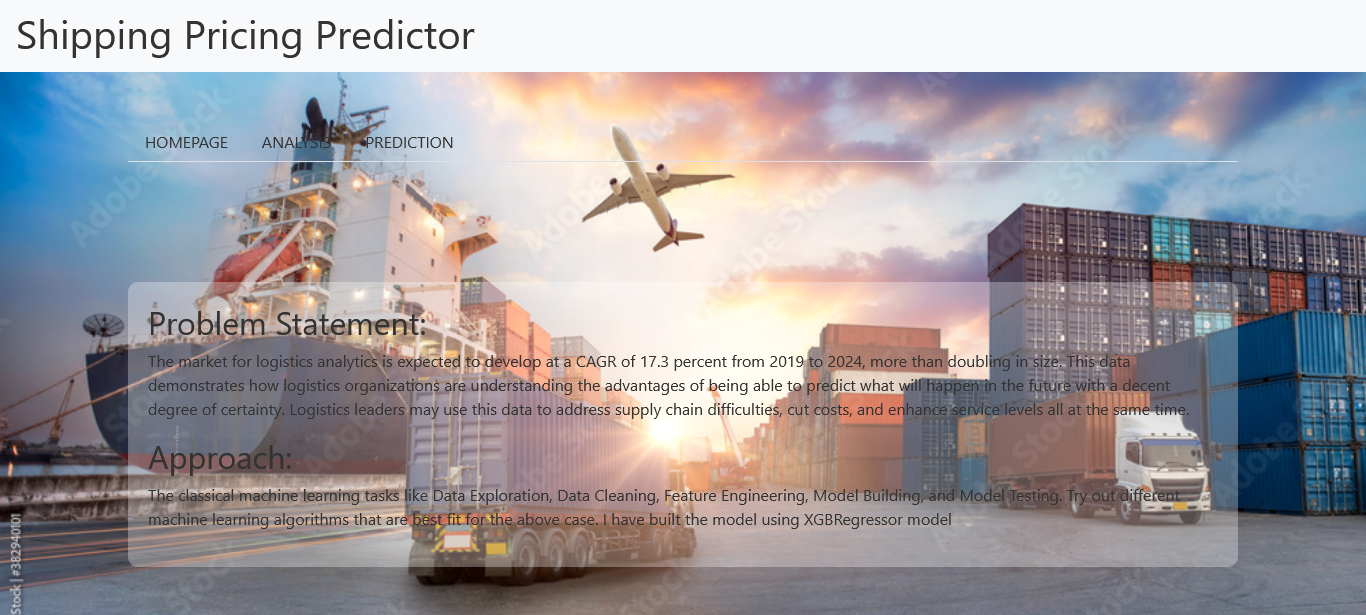 Shipping Pricing Predictor
HOMEPAGE ANALYSIS PREDICTION
Problem Statement:
The market for logistics analytics is expected to develop at a CAGR of 17.3 percent from 2019 to 2024, more than doubling in size. This data
demonstrates how logistics organizations are understanding the advantages of being able to predict what will happen in the future with a decent
degree of certainty. Logistics leaders may use this data to address supply chain difficulties, cut costs, and enhance service levels all at the same time.
Approach:
The classical machine learning tasks like Data Exploration, Data Cleaning, Feature Engineering, Model Building, and Model Testing. Try out different
machine learning algorithms that are best fit for the above case. I have built the model using XGBRegressor model
Adobe Stock
Stock | #382940101